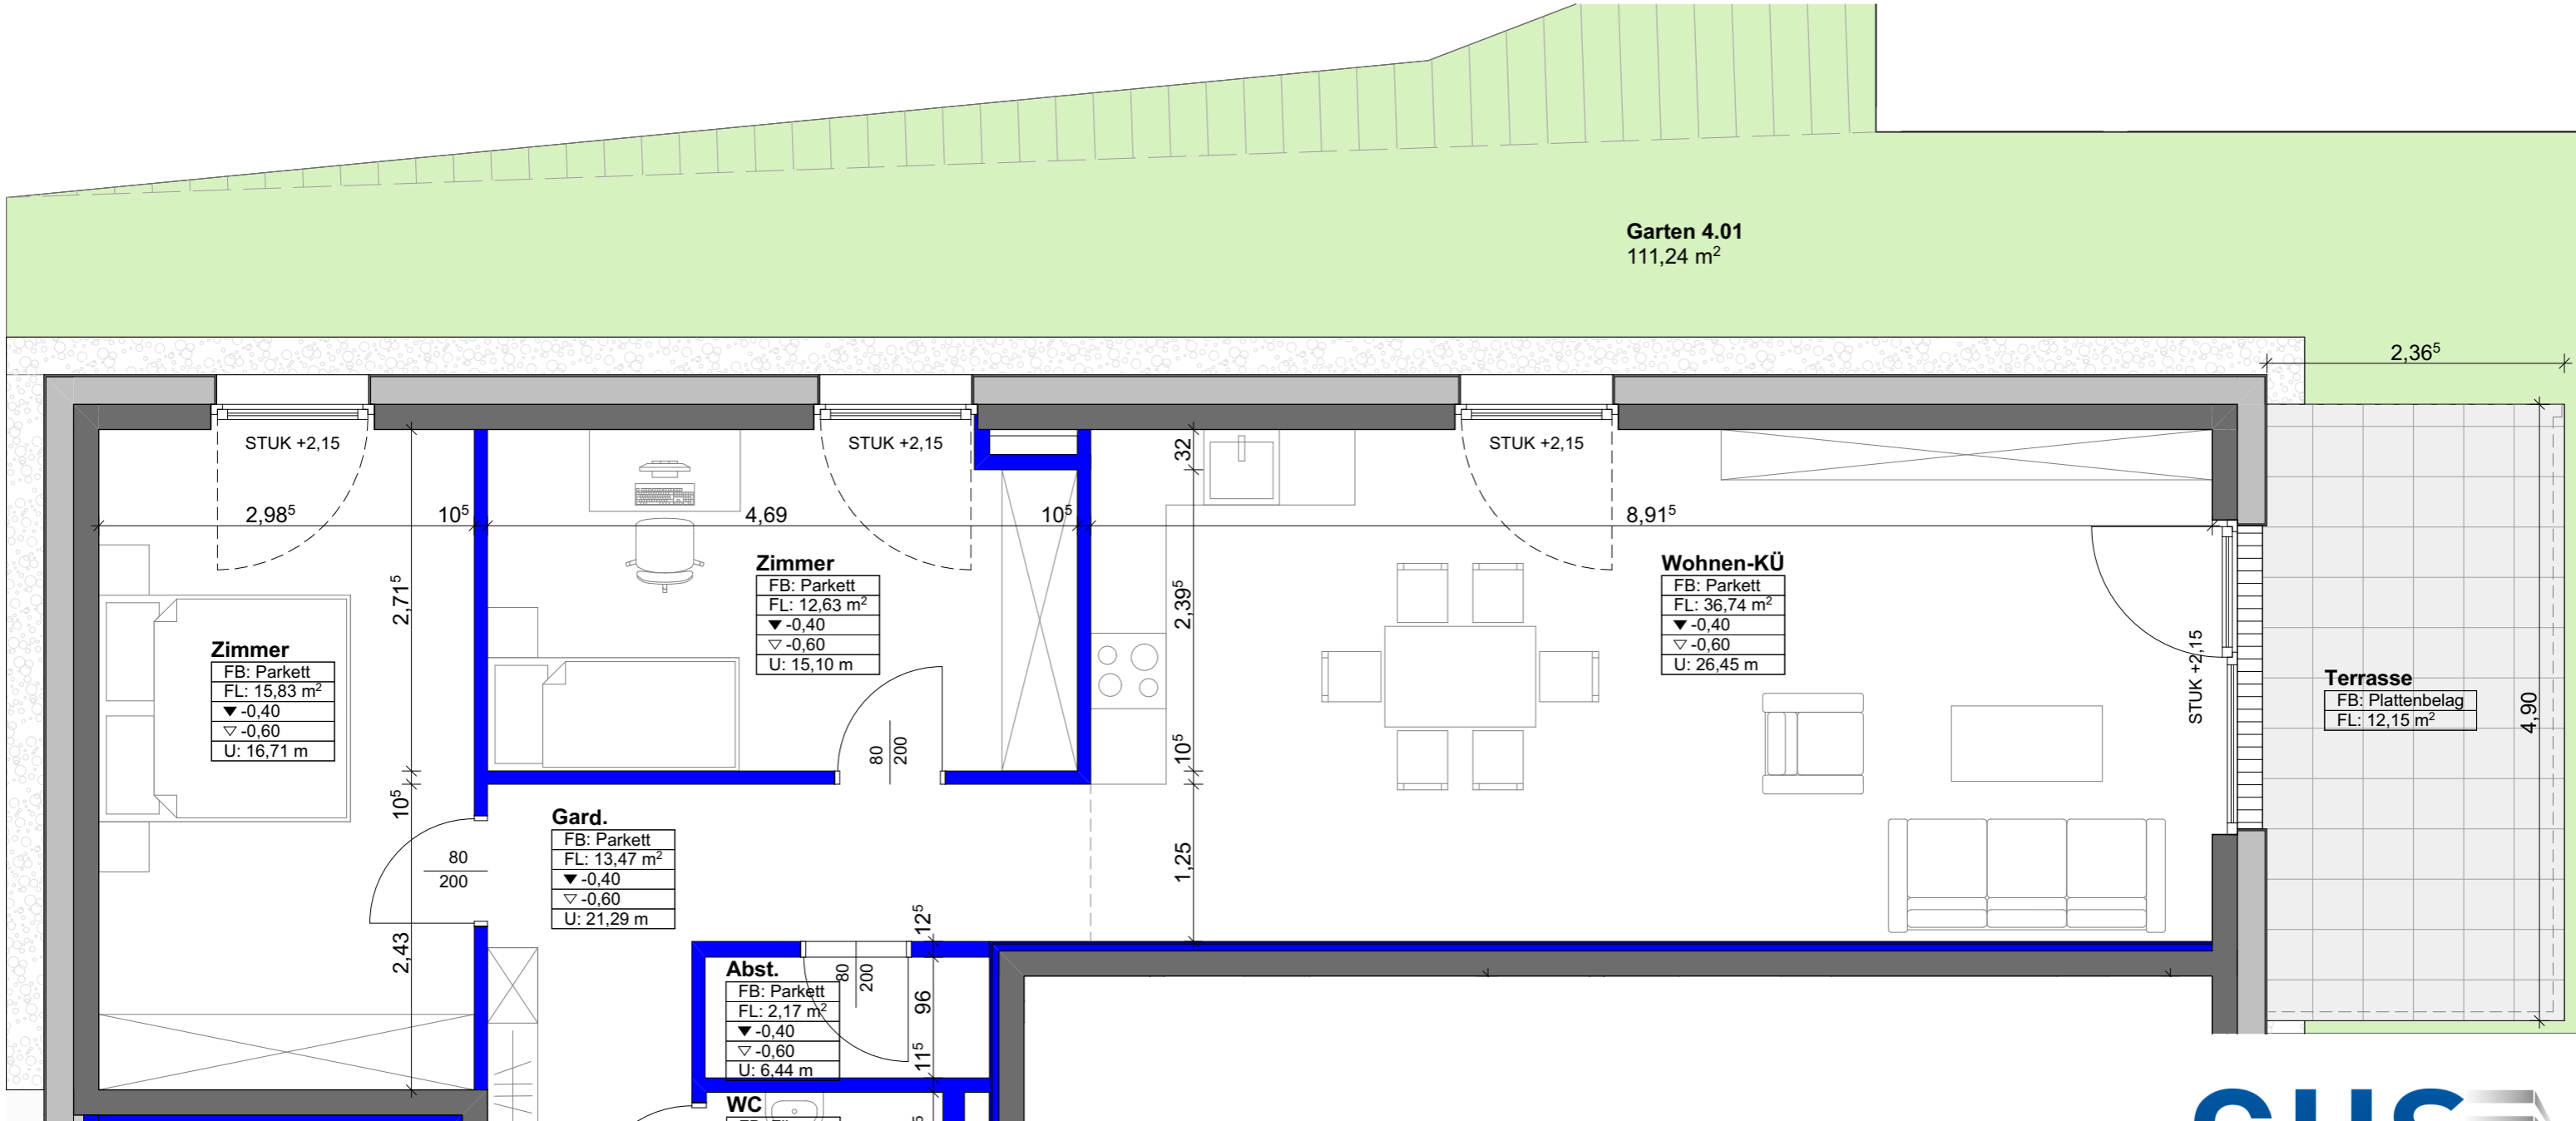 Garten 4.01
111,24 m²
2,36⁵
STUK +2,15
STUK +2,15
STUK +2,15
32
2,98⁵
10⁵
4,69
10⁵
8,91⁵
2,71⁵
2,39⁵
Zimmer
FB: Parkett
FL: 12,63 m²
▼ -0,40
▽ -0,60
U: 15,10 m
Wohnen-KÜ
FB: Parkett
FL: 36,74 m²
▼ -0,40
▽ -0,60
U: 26,45 m
Zimmer
FB: Parkett
FL: 15,83 m²
▼ -0,40
▽ -0,60
U: 16,71 m
STUK +2,15
Terrasse
FB: Plattenbelag
FL: 12,15 m²
4,90
80
200
10⁵
10⁵
Gard.
FB: Parkett
FL: 13,47 m²
▼ -0,40
▽ -0,60
U: 21,29 m
80
200
1,25
12⁵
2,43
Abst.
FB: Parkett
FL: 2,17 m²
▼ -0,40
▽ -0,60
U: 6,44 m
80
200
96
11⁵
WC